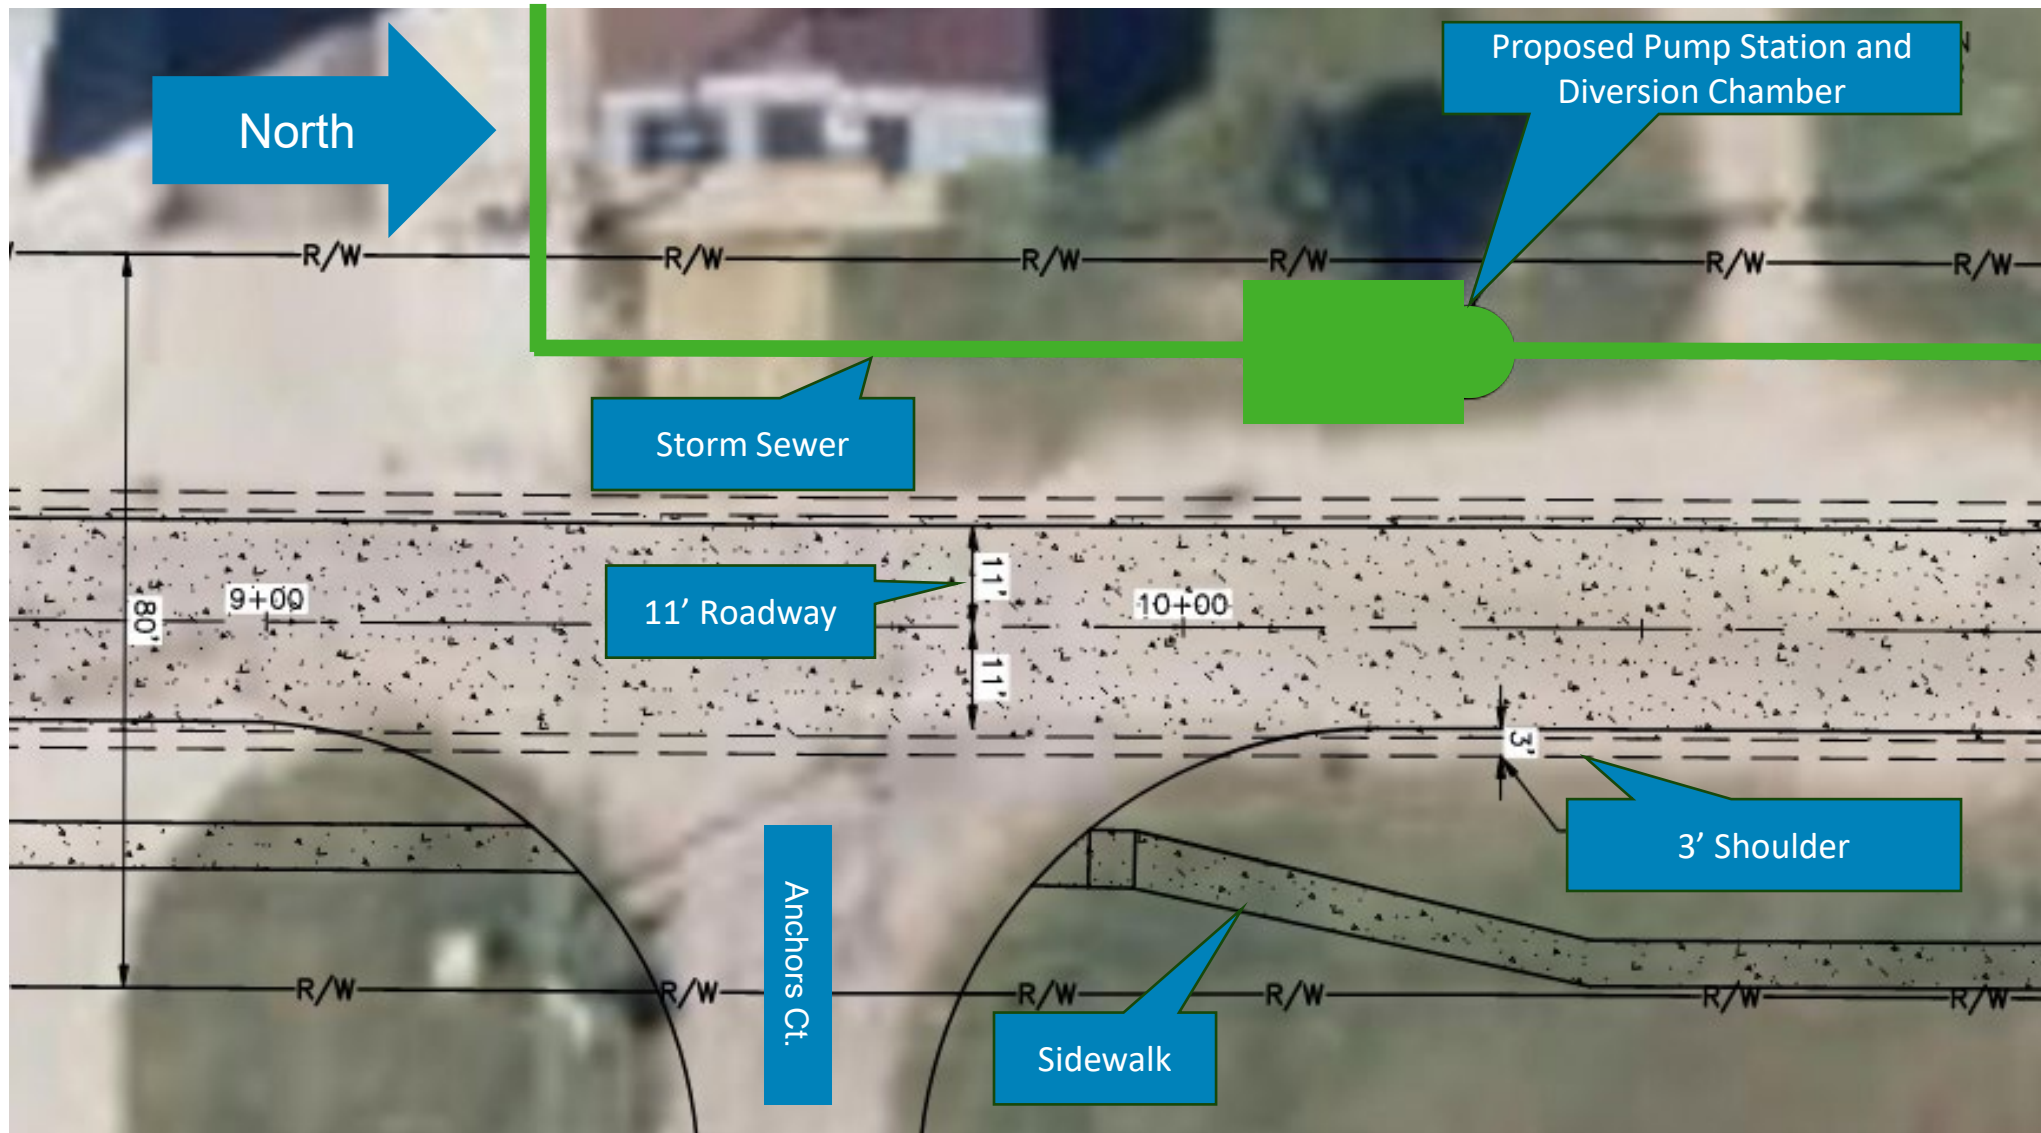 Proposed Pump Station and
Diversion Chamber
North
R/W
R/W
R/W
R/W
R/W
R/W
Storm Sewer
11'
9+00
11’ Roadway
10+00
80'
11'
3'
3’ Shoulder
Anchors Ct.
R/W
R/W
R/W
R/W
R/W
R/W
Sidewalk